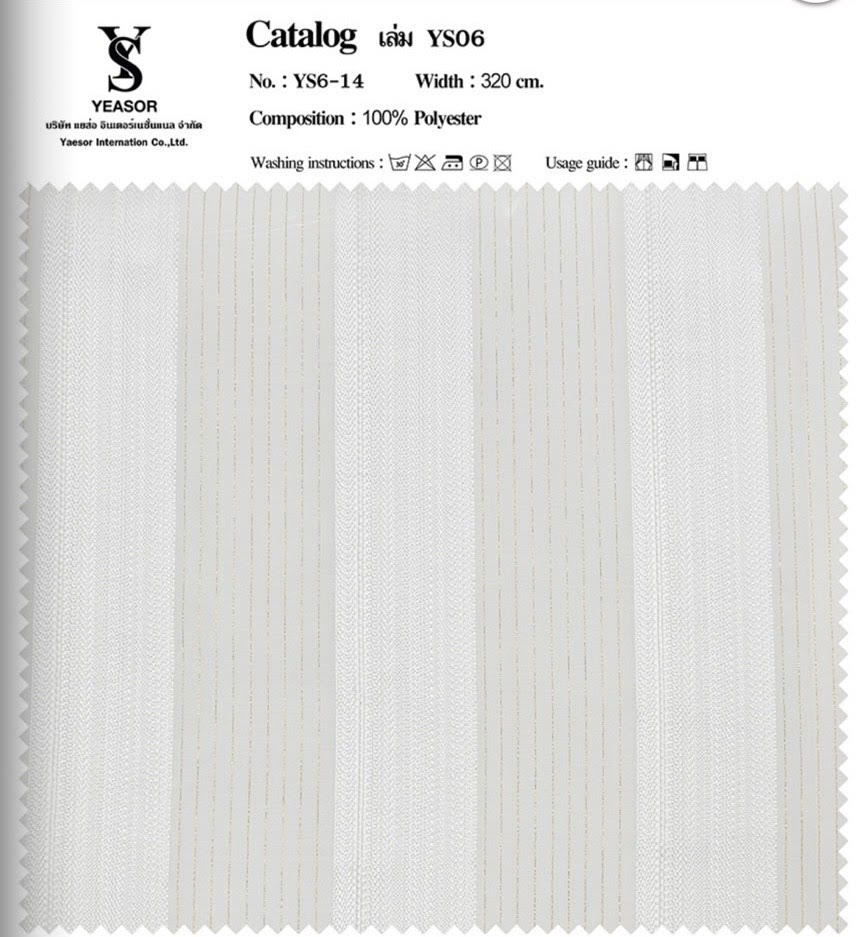 YS
YEASOR
บริษัท แยส่อ อินเตอร์เนชั่นแนล จำกัด
Yaesor Internation Co.,Ltd.
Catalog เล่ม YS06
No. : YS6-14 Width : 320 cm.
Composition : 100% Polyester
Washing instructions : 30° P Usage guide :